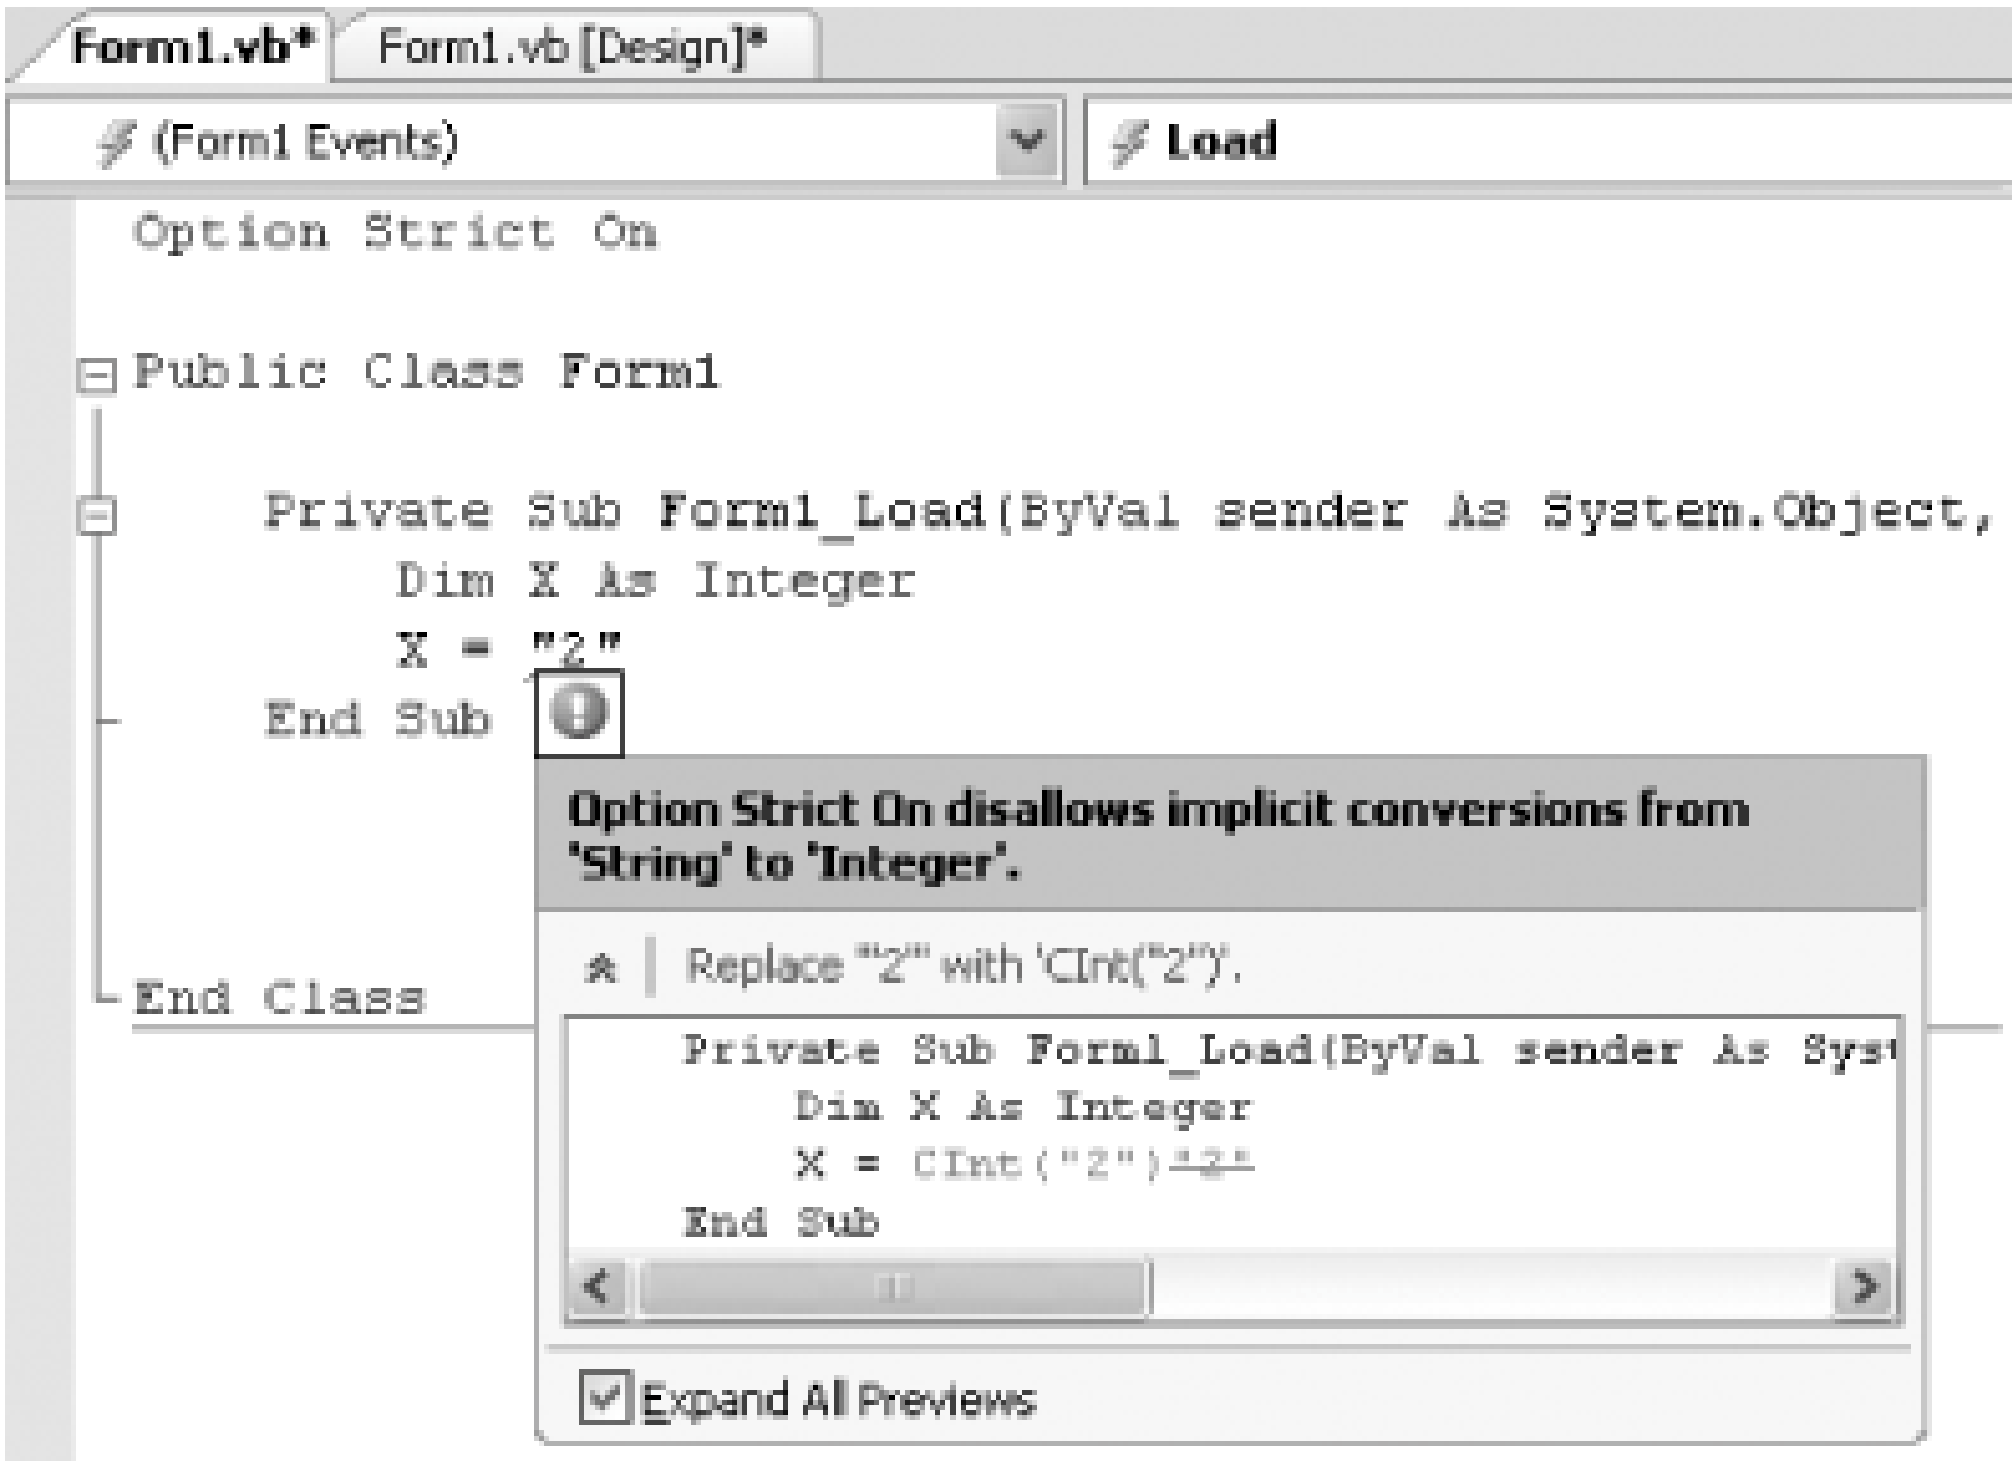 Form1.vb* Form1.vb [Design]*
(Form1 Events) Load
Option Strict On
Public Class Form1
Private Sub Form1_Load(ByVal sender As System.Object,
Dim X As Integer
X = "2"
End Sub
Option Strict On disallows implicit conversions from
'String' to 'Integer'.
Replace '"2"' with 'CInt("2")'.
End Class
Private Sub Form1_Load(ByVal sender As Syst
Dim X As Integer
X = CInt("2")"2"
End Sub
Expand All Previews